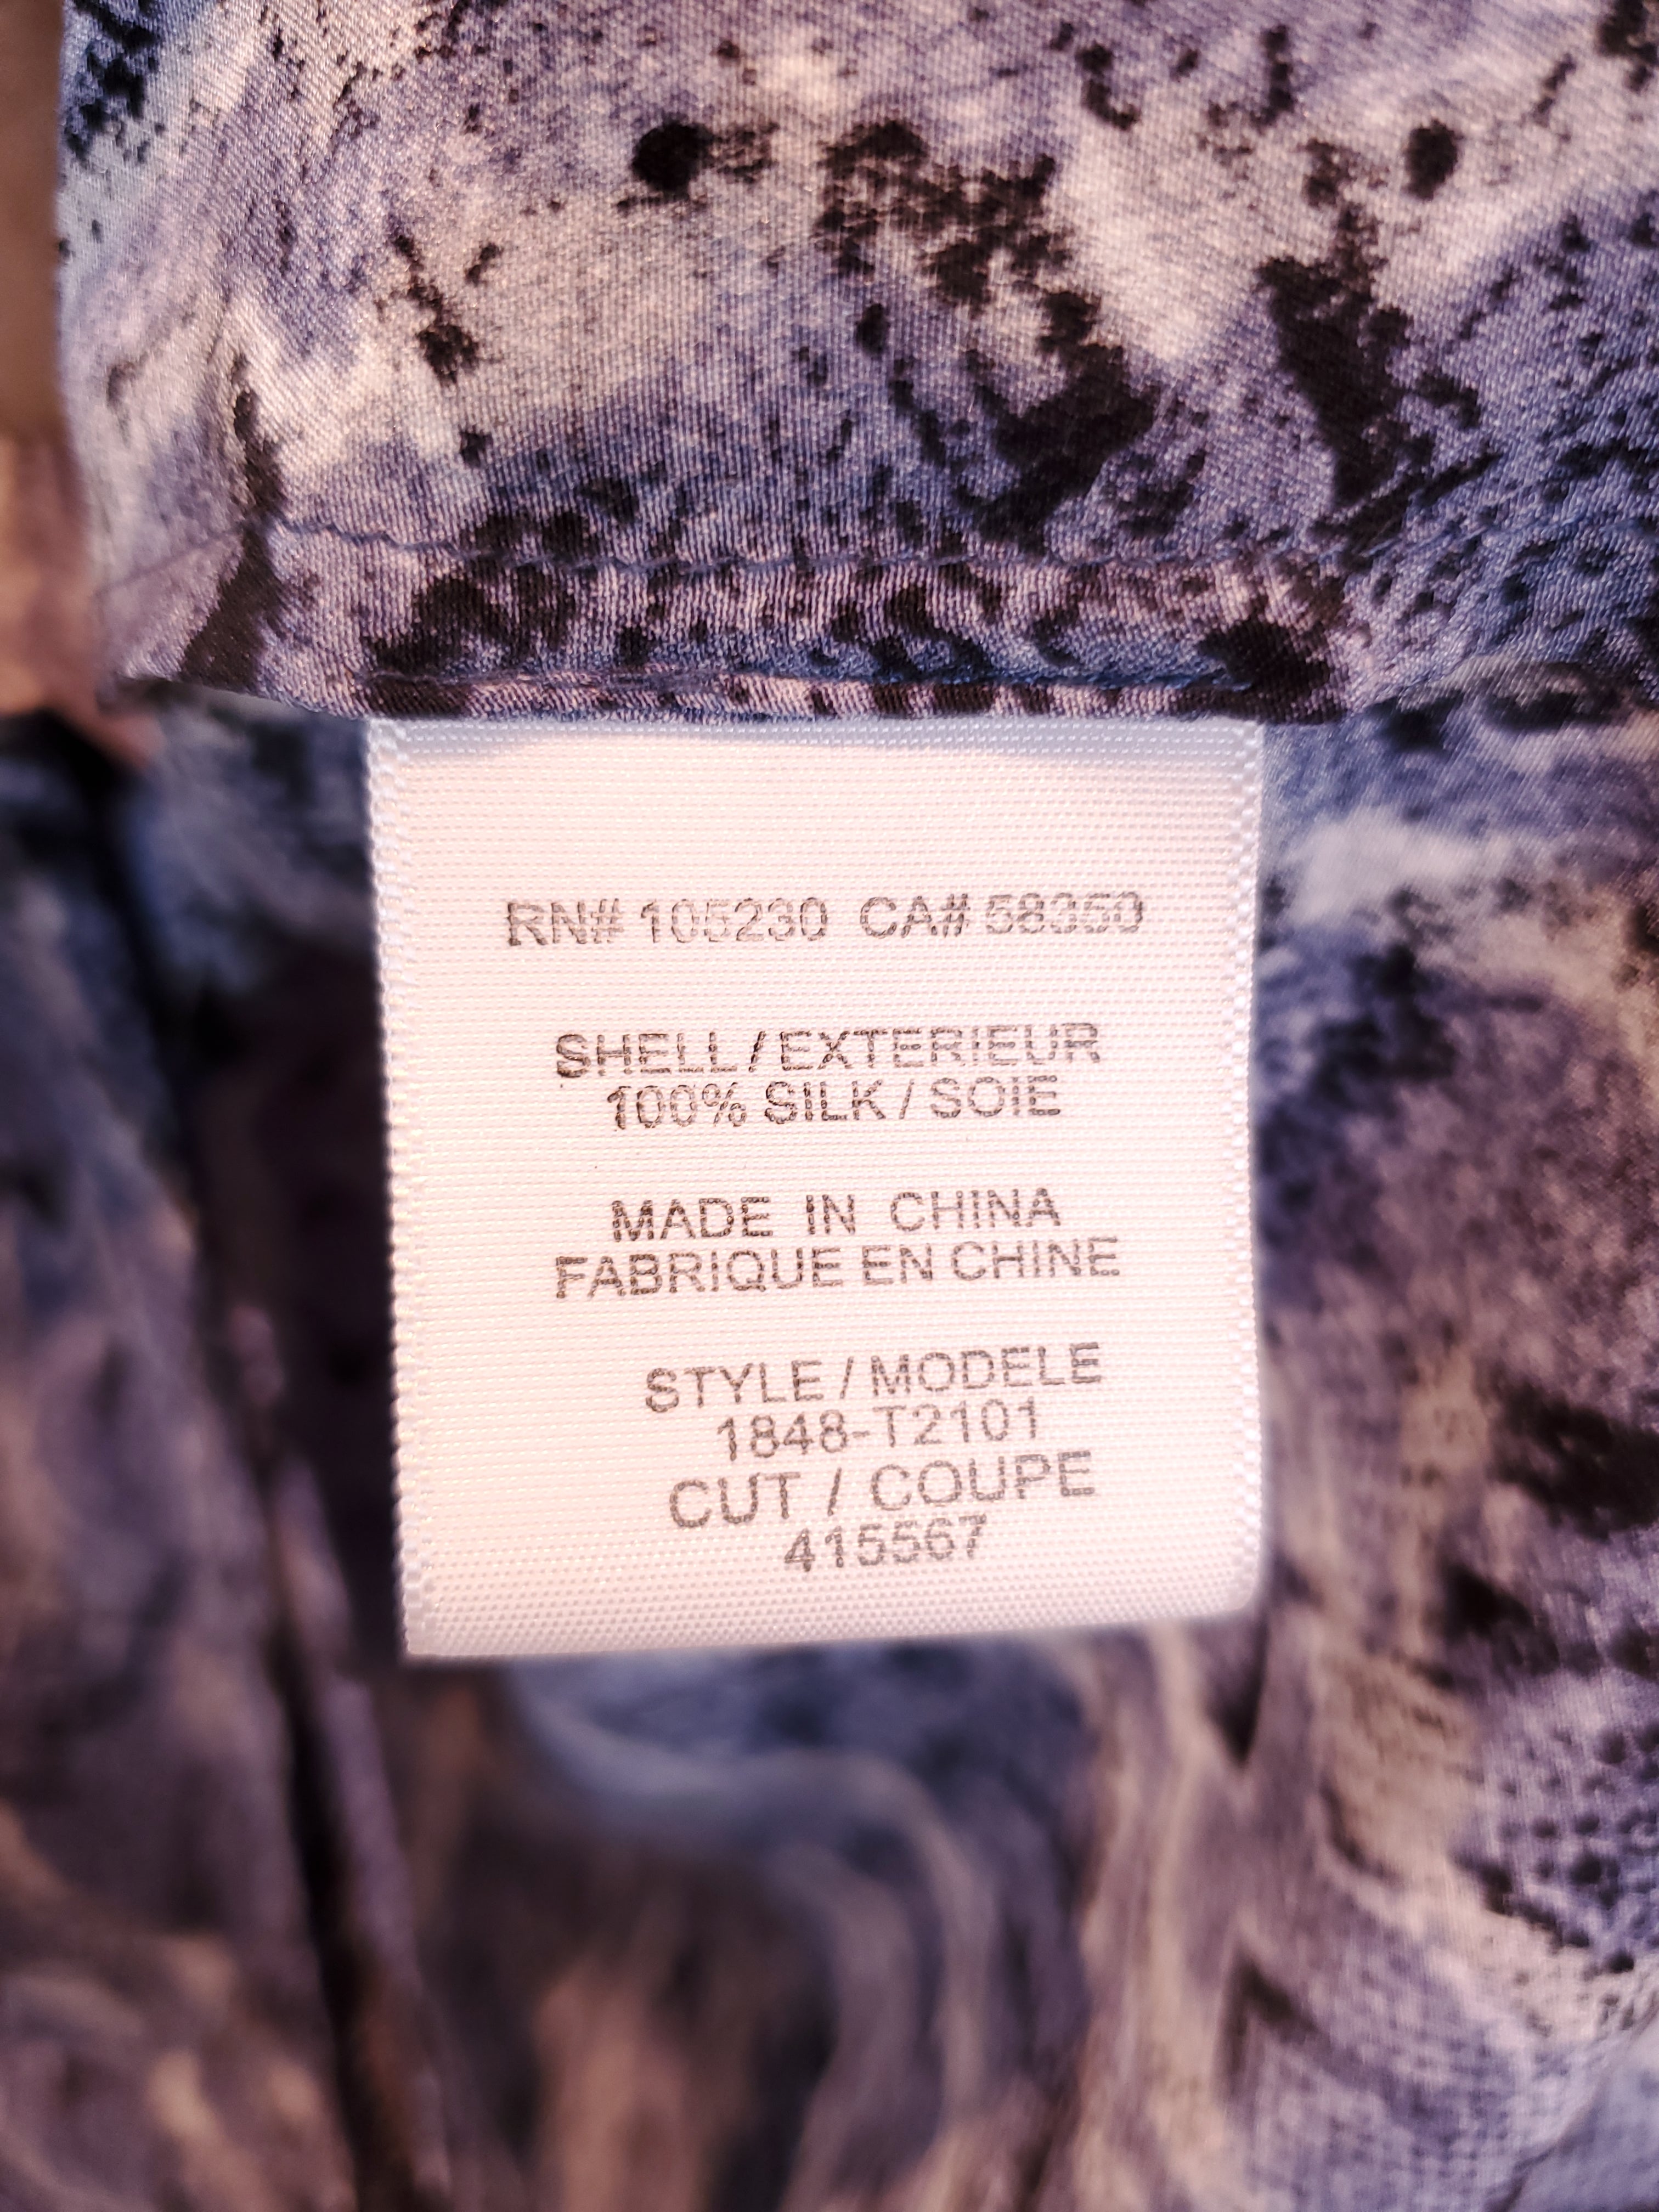 RN# 105230 CA# 58350
SHELL / EXTERIEUR
100% SILK / SOIE
MADE IN CHINA
FABRIQUE EN CHINE
STYLE / MODELE
1848-T2101
CUT / COUPE
415567